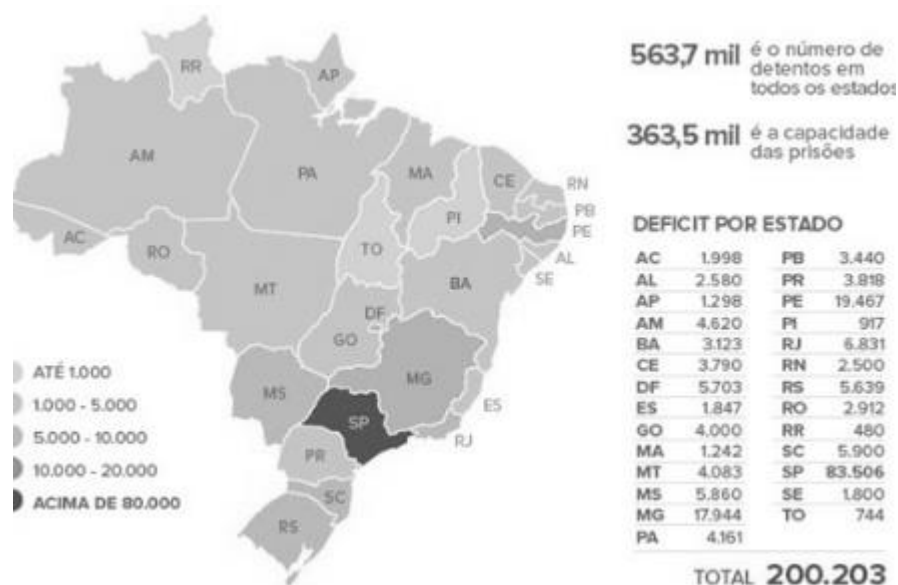 RR
AP
AM
PA
MA
CE
RN
PB
PE
AL
SE
PI
AC
RO
TO
MT
BA
DF
GO
MS
MG
ES
SP
RJ
PR
SC
RS
ATÉ 1.000
1.000 - 5.000
5.000 - 10.000
10.000 - 20.000
ACIMA DE 80.000
563,7 mil é o número de
detentos em
todos os estados
363,5 mil é a capacidade
das prisões
DEFICIT POR ESTADO
AC 1.998 PB 3.440
AL 2.580 PR 3.818
AP 1.298 PE 19.467
AM 4.620 PI 917
BA 3.123 RJ 6.831
CE 3.790 RN 2.500
DF 5.703 RS 5.639
ES 1.847 RO 2.912
GO 4.000 RR 480
MA 1.242 SC 5.900
MT 4.083 SP 83.506
MS 5.860 SE 1.800
MG 17.944 TO 744
PA 4.161
TOTAL 200.203